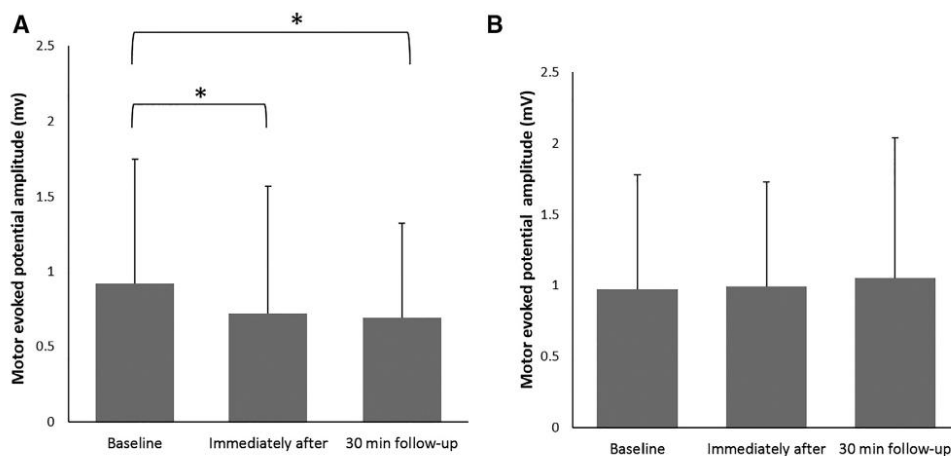 A
Motor evoked potential amplitude (mv)
2.5
2
1.5
1
0.5
0
*
*
Baseline
Immediately after
30 min follow-up
B
Motor evoked potential amplitude (mV)
2.5
2
1.5
1
0.5
0
Baseline
Immediately after
30 min follow-up